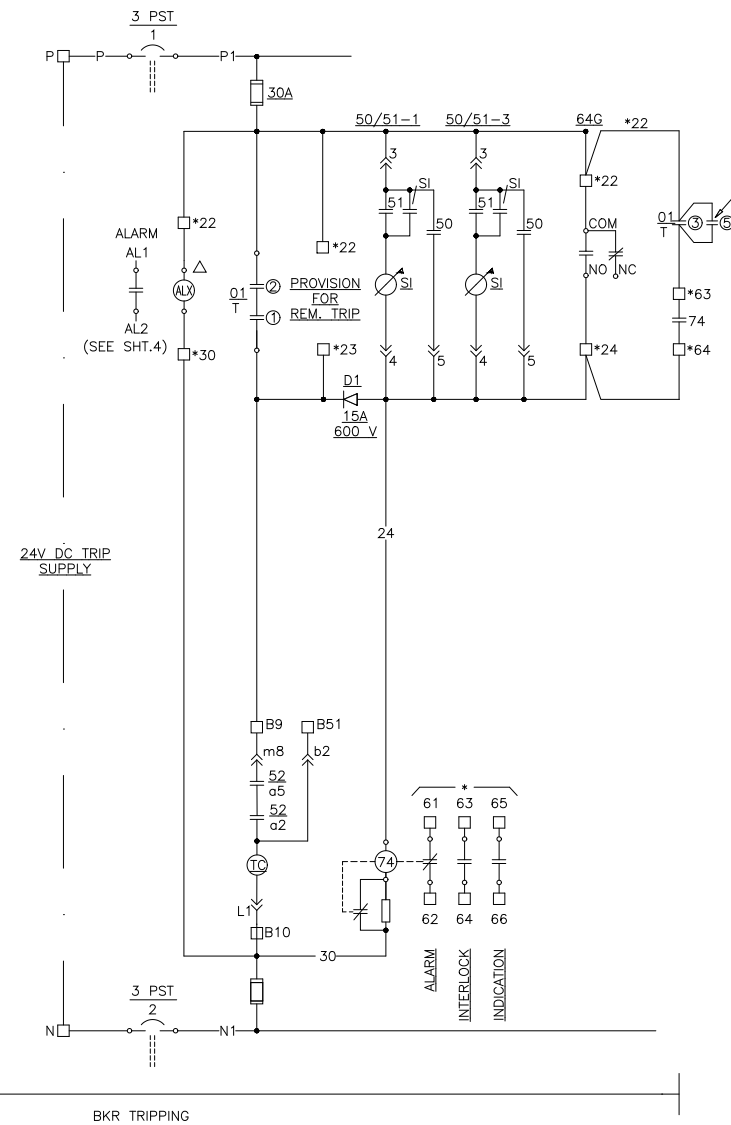 3 PST
1
P
P
P1
30A
50/51-1
50/51-3
64G
*22
3
3
SI
SI
*22
*22
51
51
50
50
COM
01
T
3
5
ALARM
AL1
ALX
AL2
(SEE SHT.4)
*30
*22
01
T
2
1
PROVISION
FOR
REM. TRIP
SI
SI
NO
NC
*63
74
*64
*23
4
5
4
5
*24
D1
15A
600 V
24
24V DC TRIP
SUPPLY
B9
B51
m8
b2
52
a5
52
a2
TC
L1
B10
74
*
61
63
65
62
64
66
ALARM
INTERLOCK
INDICATION
30
3 PST
2
N
N1
BKR TRIPPING